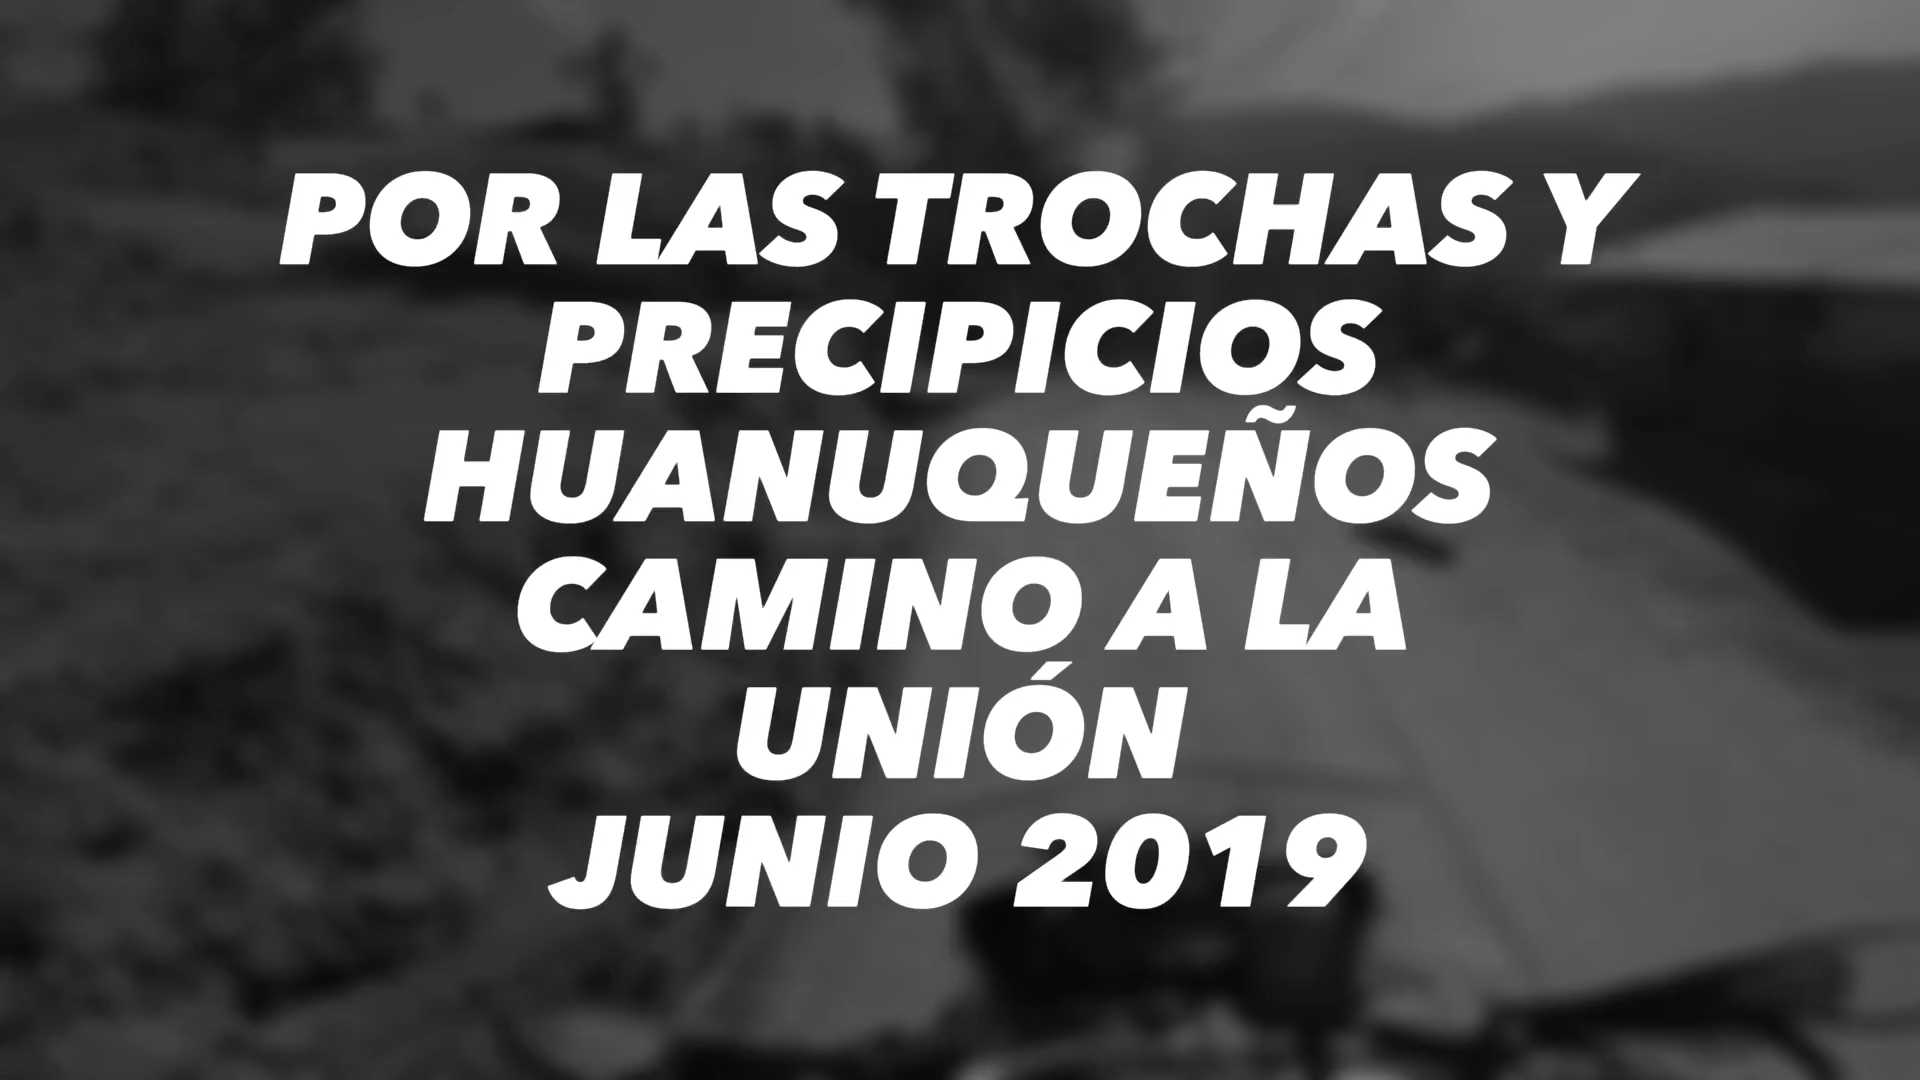 POR LAS TROCHAS Y
PRECIPICIOS
HUANUQUEÑOS
CAMINO A LA
UNIÓN
JUNIO 2019